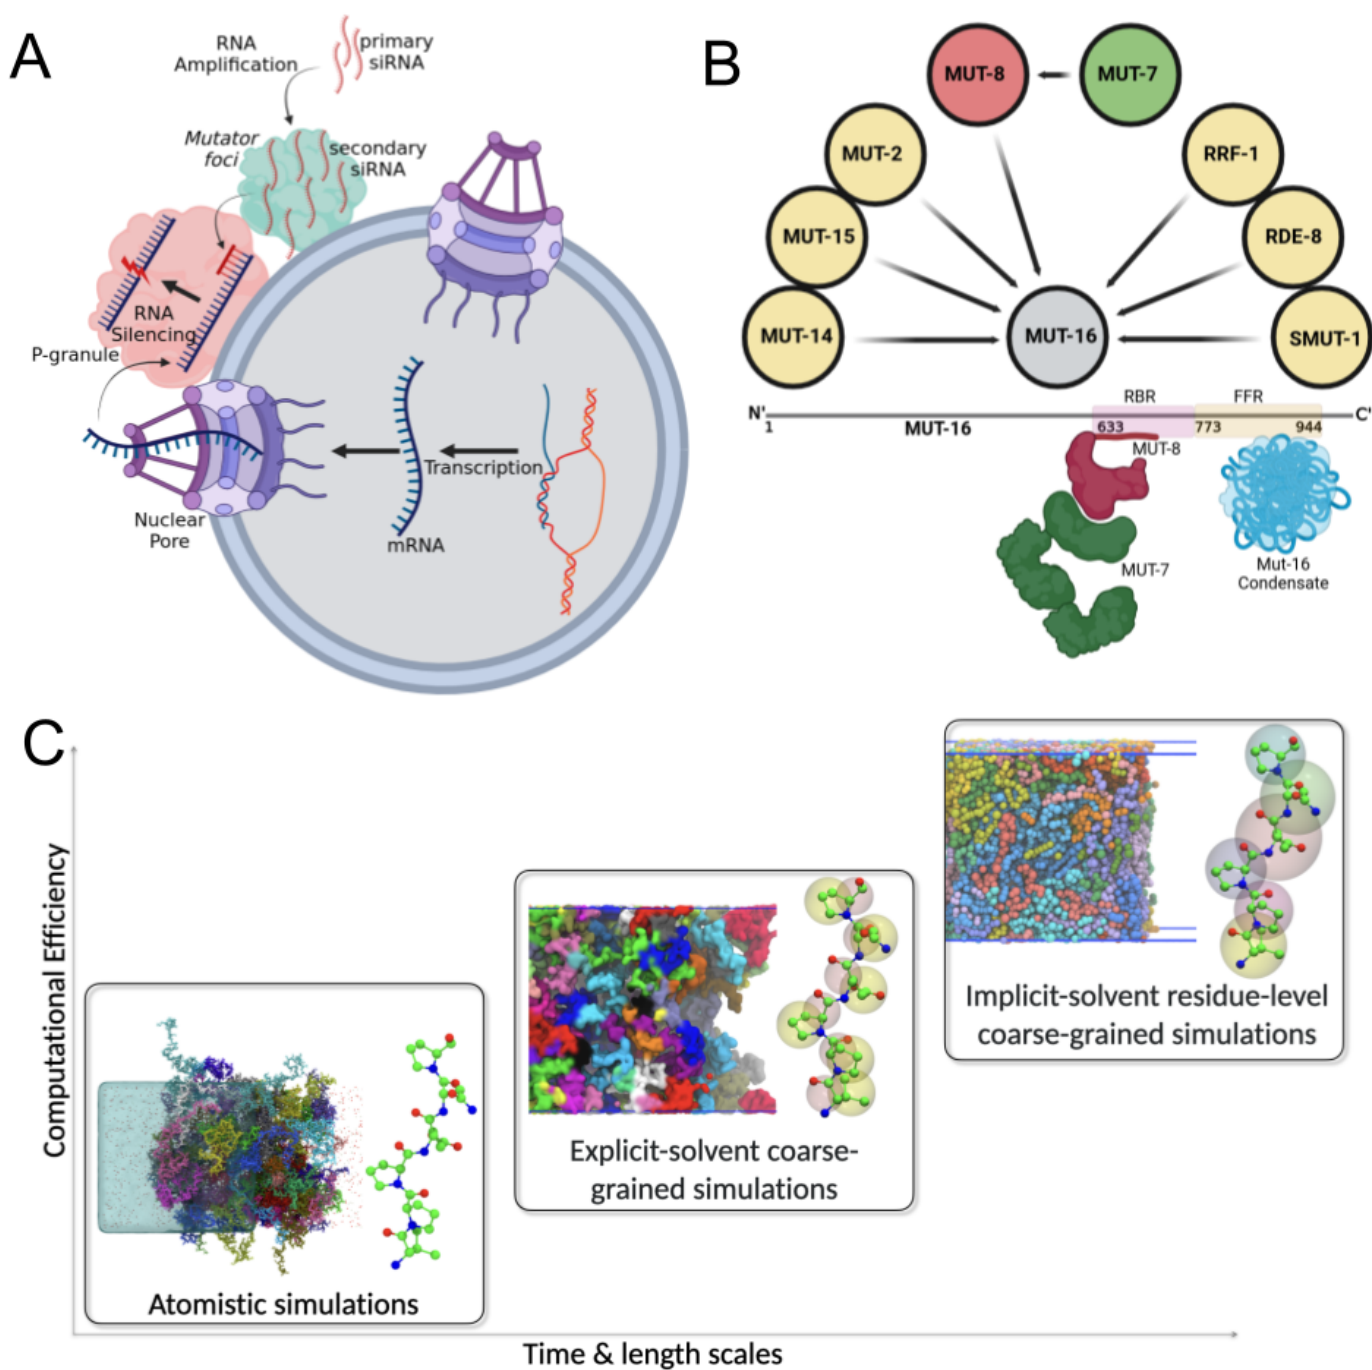 A
RNA
Amplification
primary
siRNA
Mutator
foci
secondary
siRNA
RNA
Silencing
P-granule
Nuclear
Pore
mRNA
Transcription
B
MUT-8
MUT-7
MUT-2
RRF-1
MUT-15
RDE-8
MUT-14
MUT-16
SMUT-1
RBR
FFR
N'
C'
1
MUT-16
633
773
944
MUT-8
MUT-7
Mut-16
Condensate
C
Computational Efficiency
Implicit-solvent residue-level
coarse-grained simulations
Explicit-solvent coarse-
grained simulations
Atomistic simulations
Time & length scales